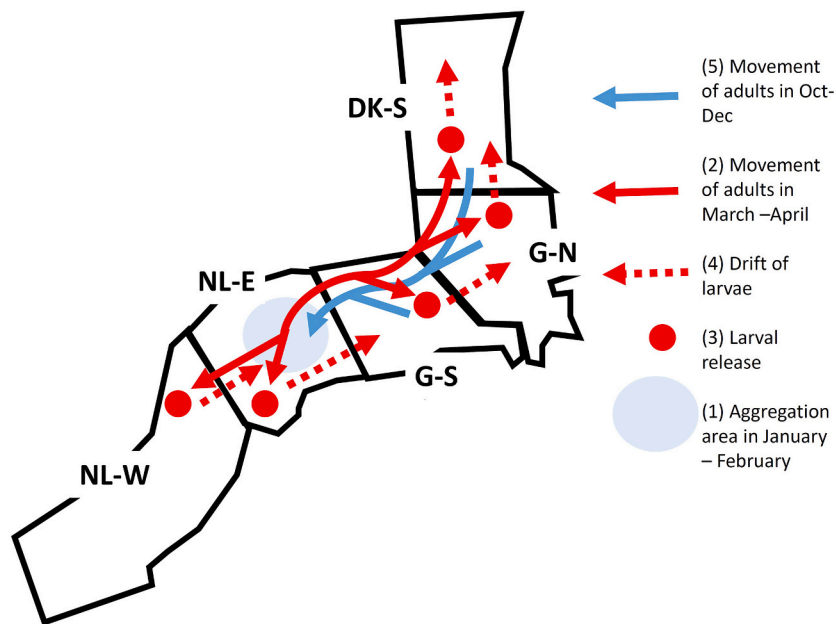 DK-S
NL-E
G-N
G-S
NL-W
(5) Movement
of adults in Oct-
Dec
(2) Movement
of adults in
March –April
(4) Drift of
larvae
(3) Larval
release
(1) Aggregation
area in January
– February